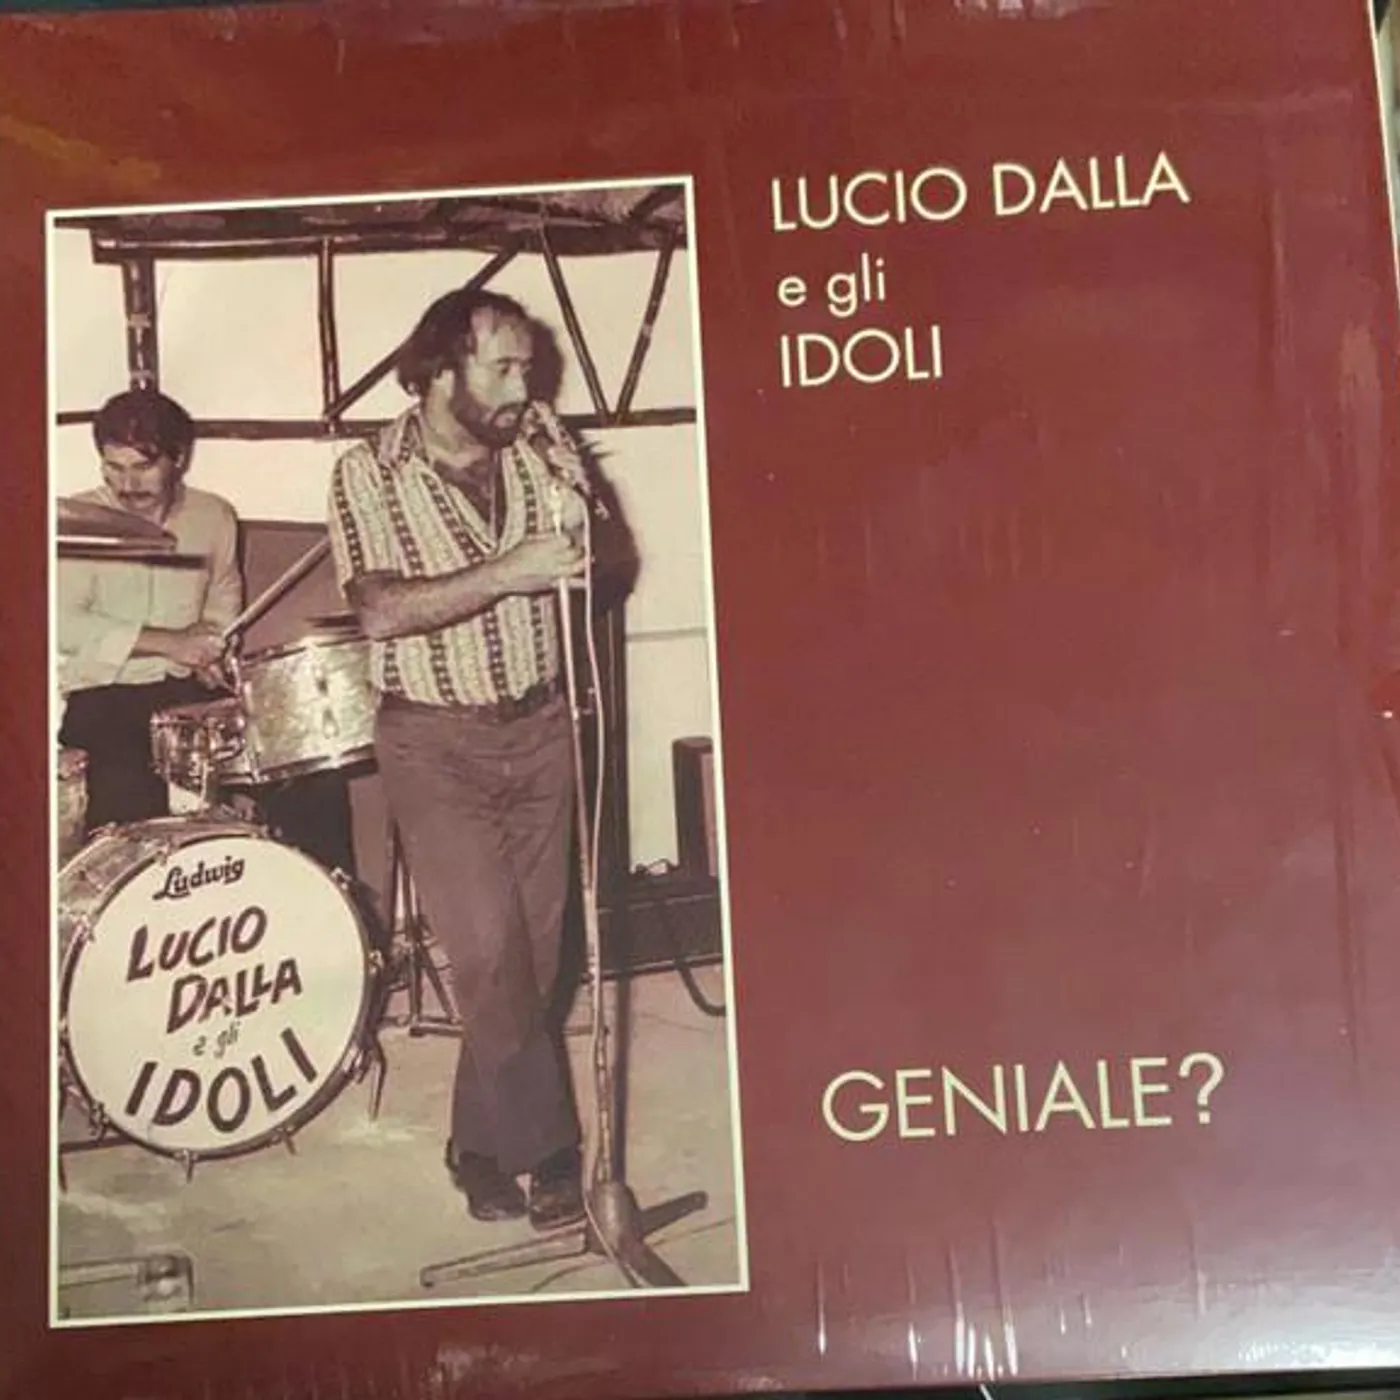 LUCIO DALLA
e gli
IDOLI
Ludwig
LUCIO
DALLA
e gli
IDOLI
GENIALE?